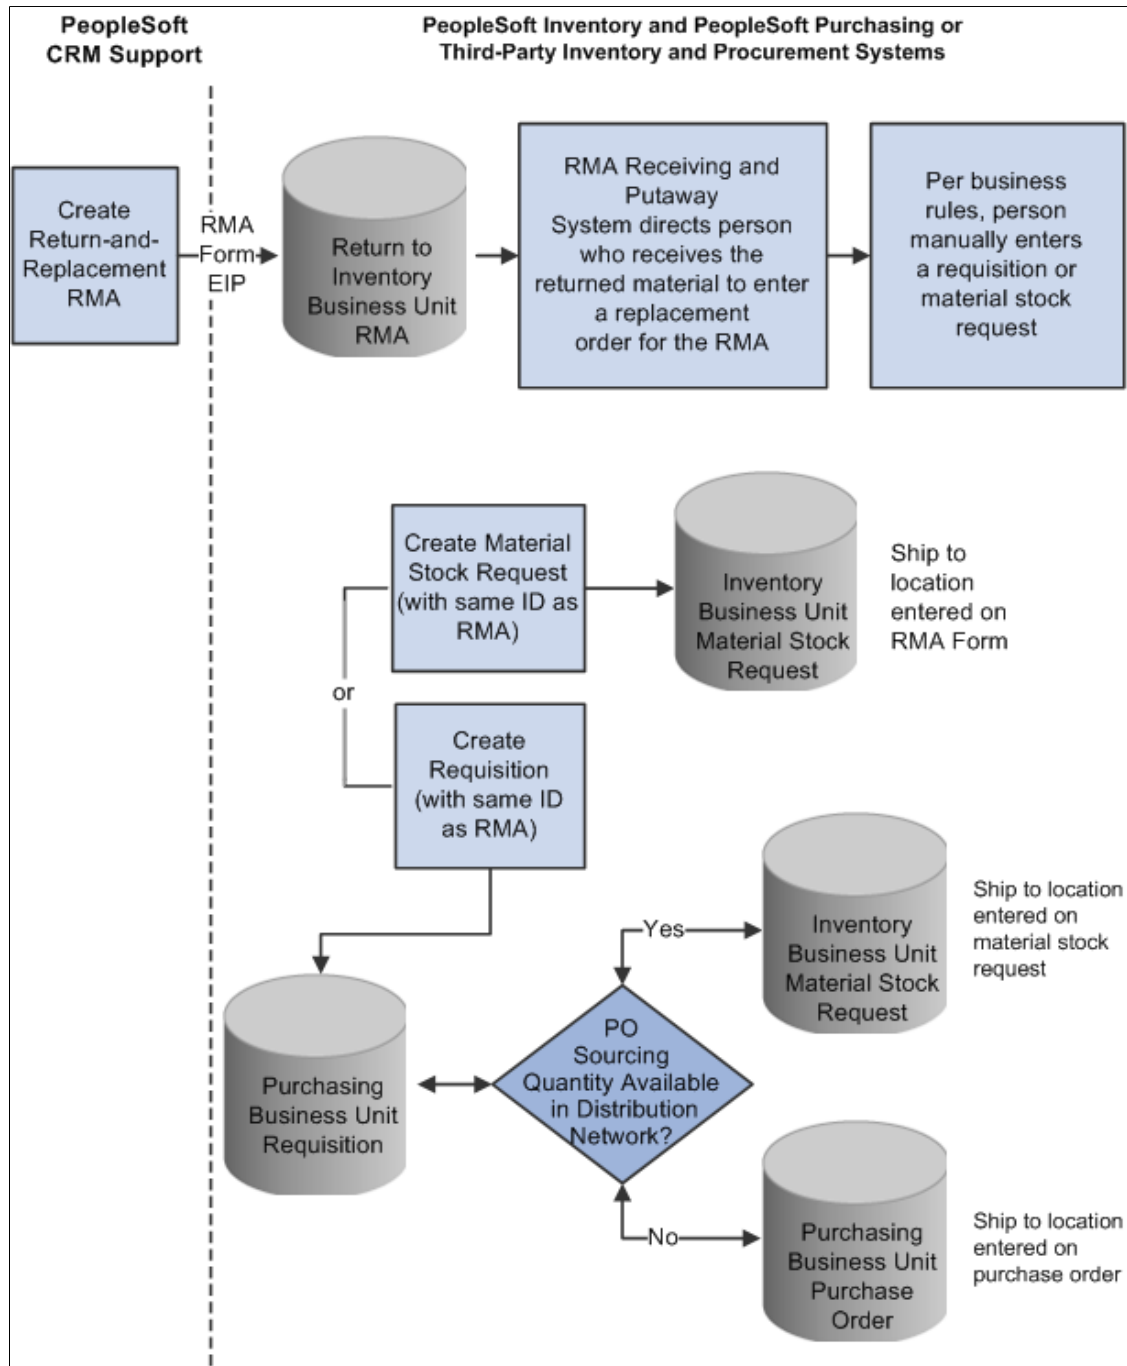 PeopleSoft
CRM Support
PeopleSoft Inventory and PeopleSoft Purchasing or
Third-Party Inventory and Procurement Systems
Create
Return-and-
Replacement
RMA
RMA
Form
EIP
Return to
Inventory
Business Unit
RMA
RMA Receiving and
Putaway
System directs person
who receives the
returned material to enter
a replacement
order for the RMA
Per business
rules, person
manually enters
a requisition or
material stock
request
Create Material
Stock Request
(with same ID as
RMA)
Inventory
Business Unit
Material Stock
Request
Ship to
location
entered on
RMA Form
or
Create
Requisition
(with same ID
as RMA)
Yes
Inventory
Business Unit
Material Stock
Request
Ship to location
entered on
material stock
request
Purchasing
Business Unit
Requisition
PO
Sourcing
Quantity Available
in Distribution
Network?
No
Purchasing
Business Unit
Purchase
Order
Ship to location
entered on
purchase order